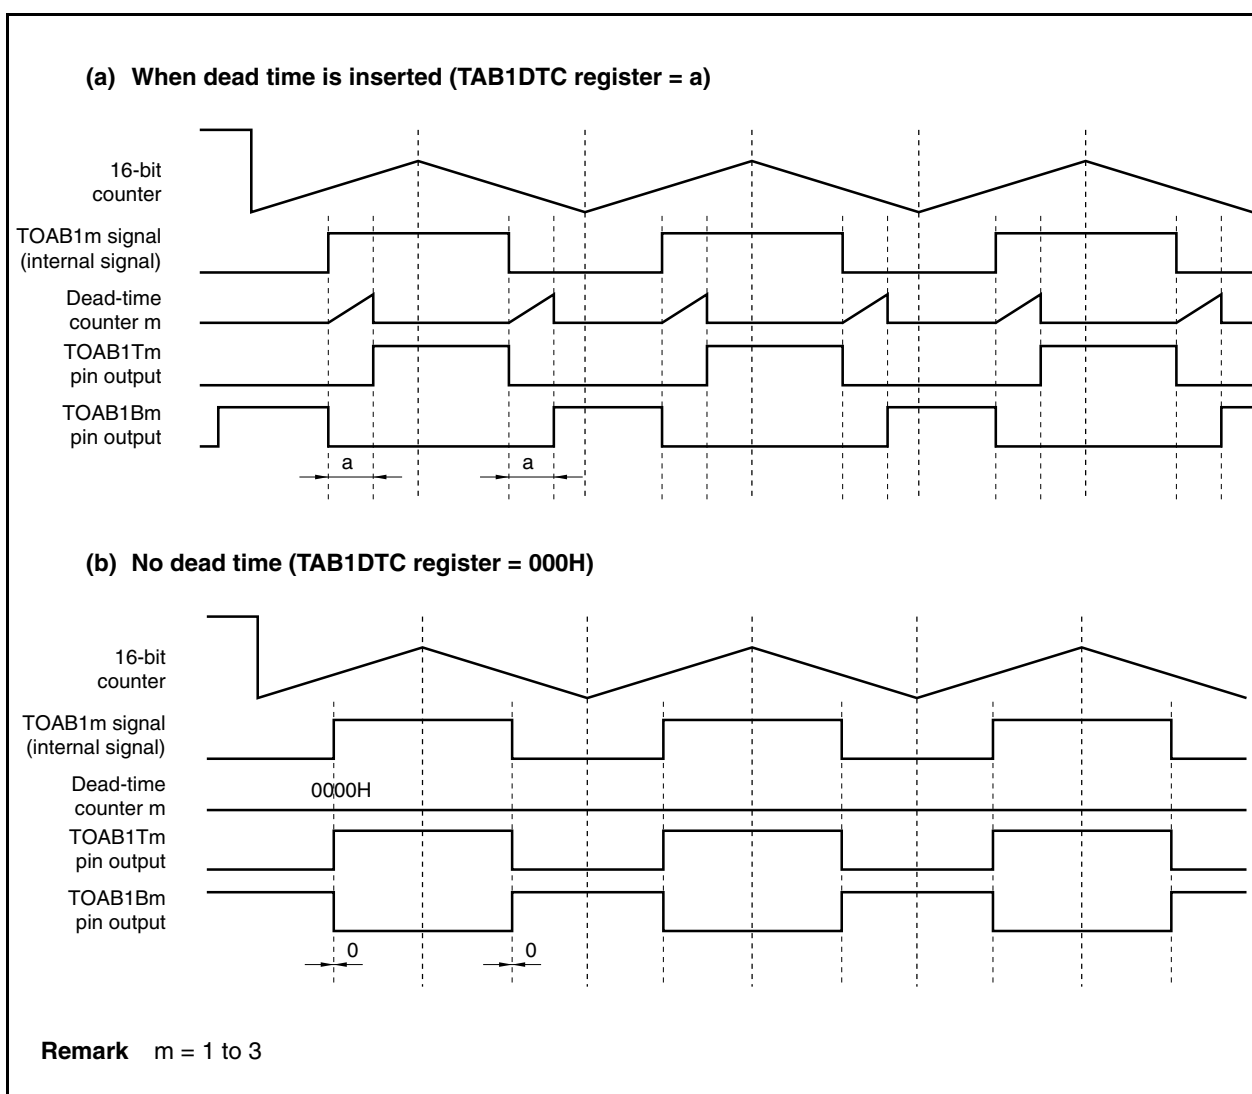 (a) When dead time is inserted (TAB1DTC register = a)
16-bit
counter
TOAB1m signal
(internal signal)
Dead-time
counter m
TOAB1Tm
pin output
TOAB1Bm
pin output
a
a
(b) No dead time (TAB1DTC register = 000H)
16-bit
counter
TOAB1m signal
(internal signal)
Dead-time
counter m
0000H
TOAB1Tm
pin output
TOAB1Bm
pin output
0
0
Remark m = 1 to 3